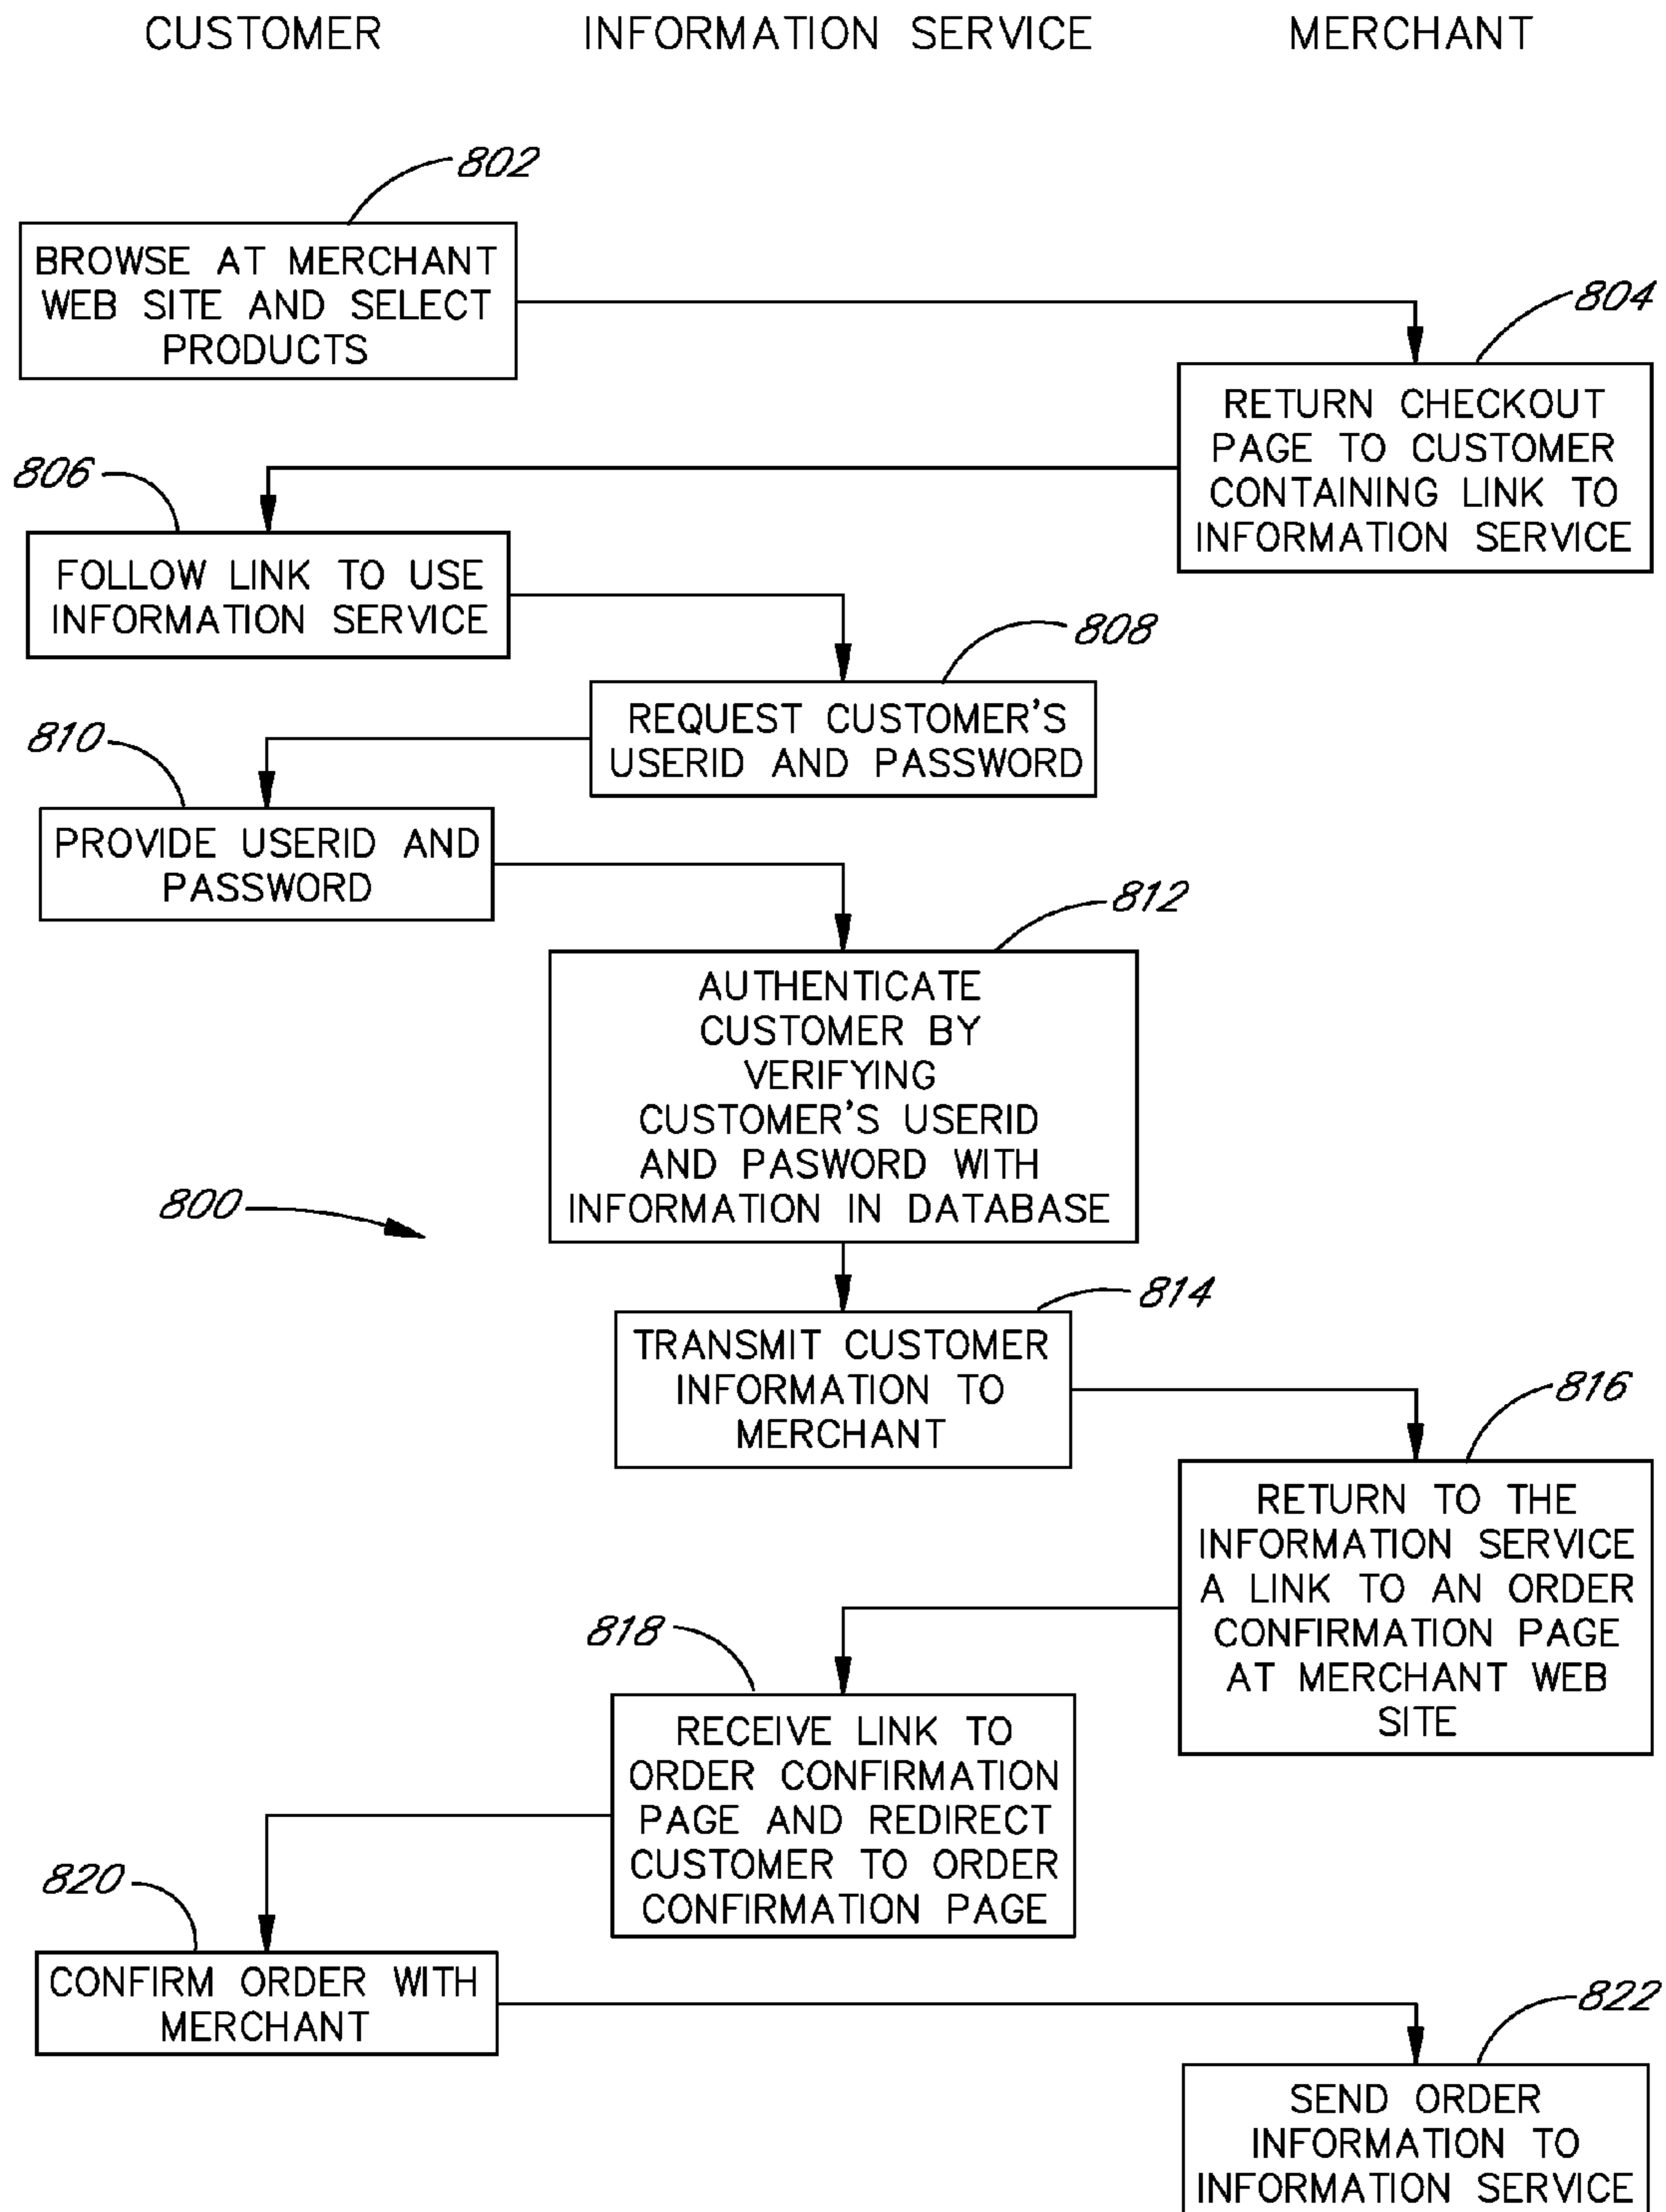 CUSTOMER INFORMATION SERVICE MERCHANT
802
BROWSE AT MERCHANT
WEB SITE AND SELECT
PRODUCTS
804
RETURN CHECKOUT
PAGE TO CUSTOMER
CONTAINING LINK TO
INFORMATION SERVICE
806
FOLLOW LINK TO USE
INFORMATION SERVICE
808
REQUEST CUSTOMER'S
USERID AND PASSWORD
810
PROVIDE USERID AND
PASSWORD
812
AUTHENTICATE
CUSTOMER BY
VERIFYING
CUSTOMER'S USERID
AND PASWORD WITH
INFORMATION IN DATABASE
800
814
TRANSMIT CUSTOMER
INFORMATION TO
MERCHANT
816
RETURN TO THE
INFORMATION SERVICE
A LINK TO AN ORDER
CONFIRMATION PAGE
AT MERCHANT WEB
SITE
818
RECEIVE LINK TO
ORDER CONFIRMATION
PAGE AND REDIRECT
CUSTOMER TO ORDER
CONFIRMATION PAGE
820
CONFIRM ORDER WITH
MERCHANT
822
SEND ORDER
INFORMATION TO
INFORMATION SERVICE